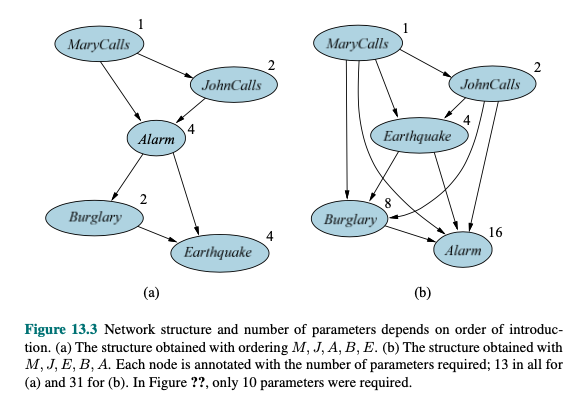 MaryCalls
1
JohnCalls
2
Alarm
4
Burglary
2
Earthquake
4
(a)
MaryCalls
1
JohnCalls
2
Earthquake
4
Burglary
8
Alarm
16
(b)
Figure 13.3 Network structure and number of parameters depends on order of introduc-
tion. (a) The structure obtained with ordering M, J, A, B, E. (b) The structure obtained with
M, J, E, B, A. Each node is annotated with the number of parameters required; 13 in all for
(a) and 31 for (b). In Figure ??, only 10 parameters were required.